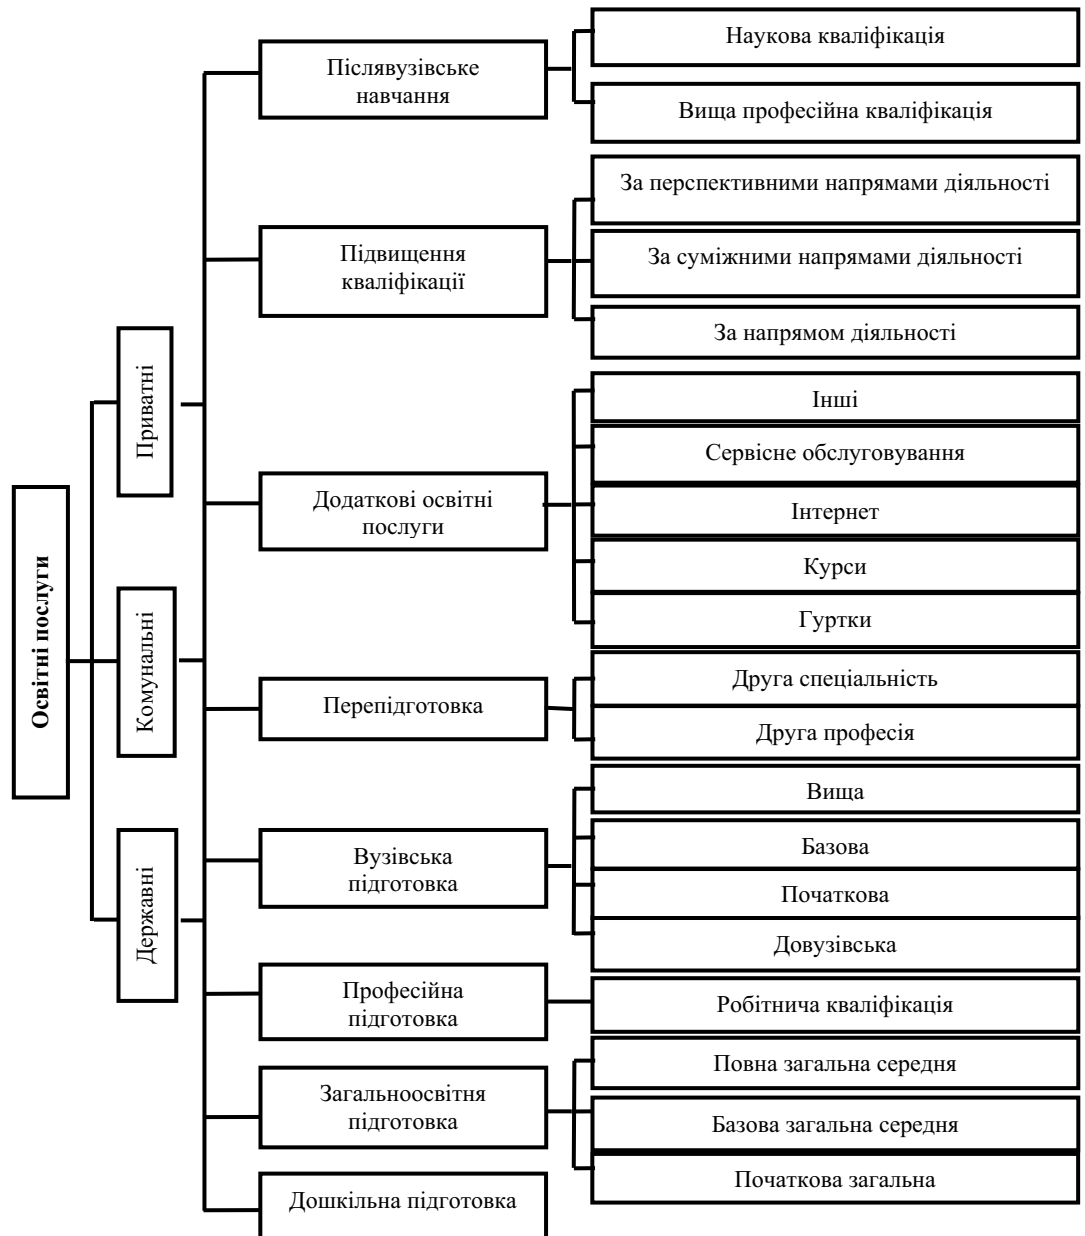 Освітні послуги
Приватні
Комунальні
Державні
Післявузівське
навчання
Наукова кваліфікація
Вища професійна кваліфікація
Підвищення
кваліфікації
За перспективними напрямами діяльності
За суміжними напрямами діяльності
За напрямом діяльності
Додаткові освітні
послуги
Інші
Сервісне обслуговування
Інтернет
Курси
Гуртки
Перепідготовка
Друга спеціальність
Друга професія
Вузівська
підготовка
Вища
Базова
Початкова
Довузівська
Професійна
підготовка
Робітнича кваліфікація
Загальноосвітня
підготовка
Повна загальна середня
Базова загальна середня
Початкова загальна
Дошкільна підготовка